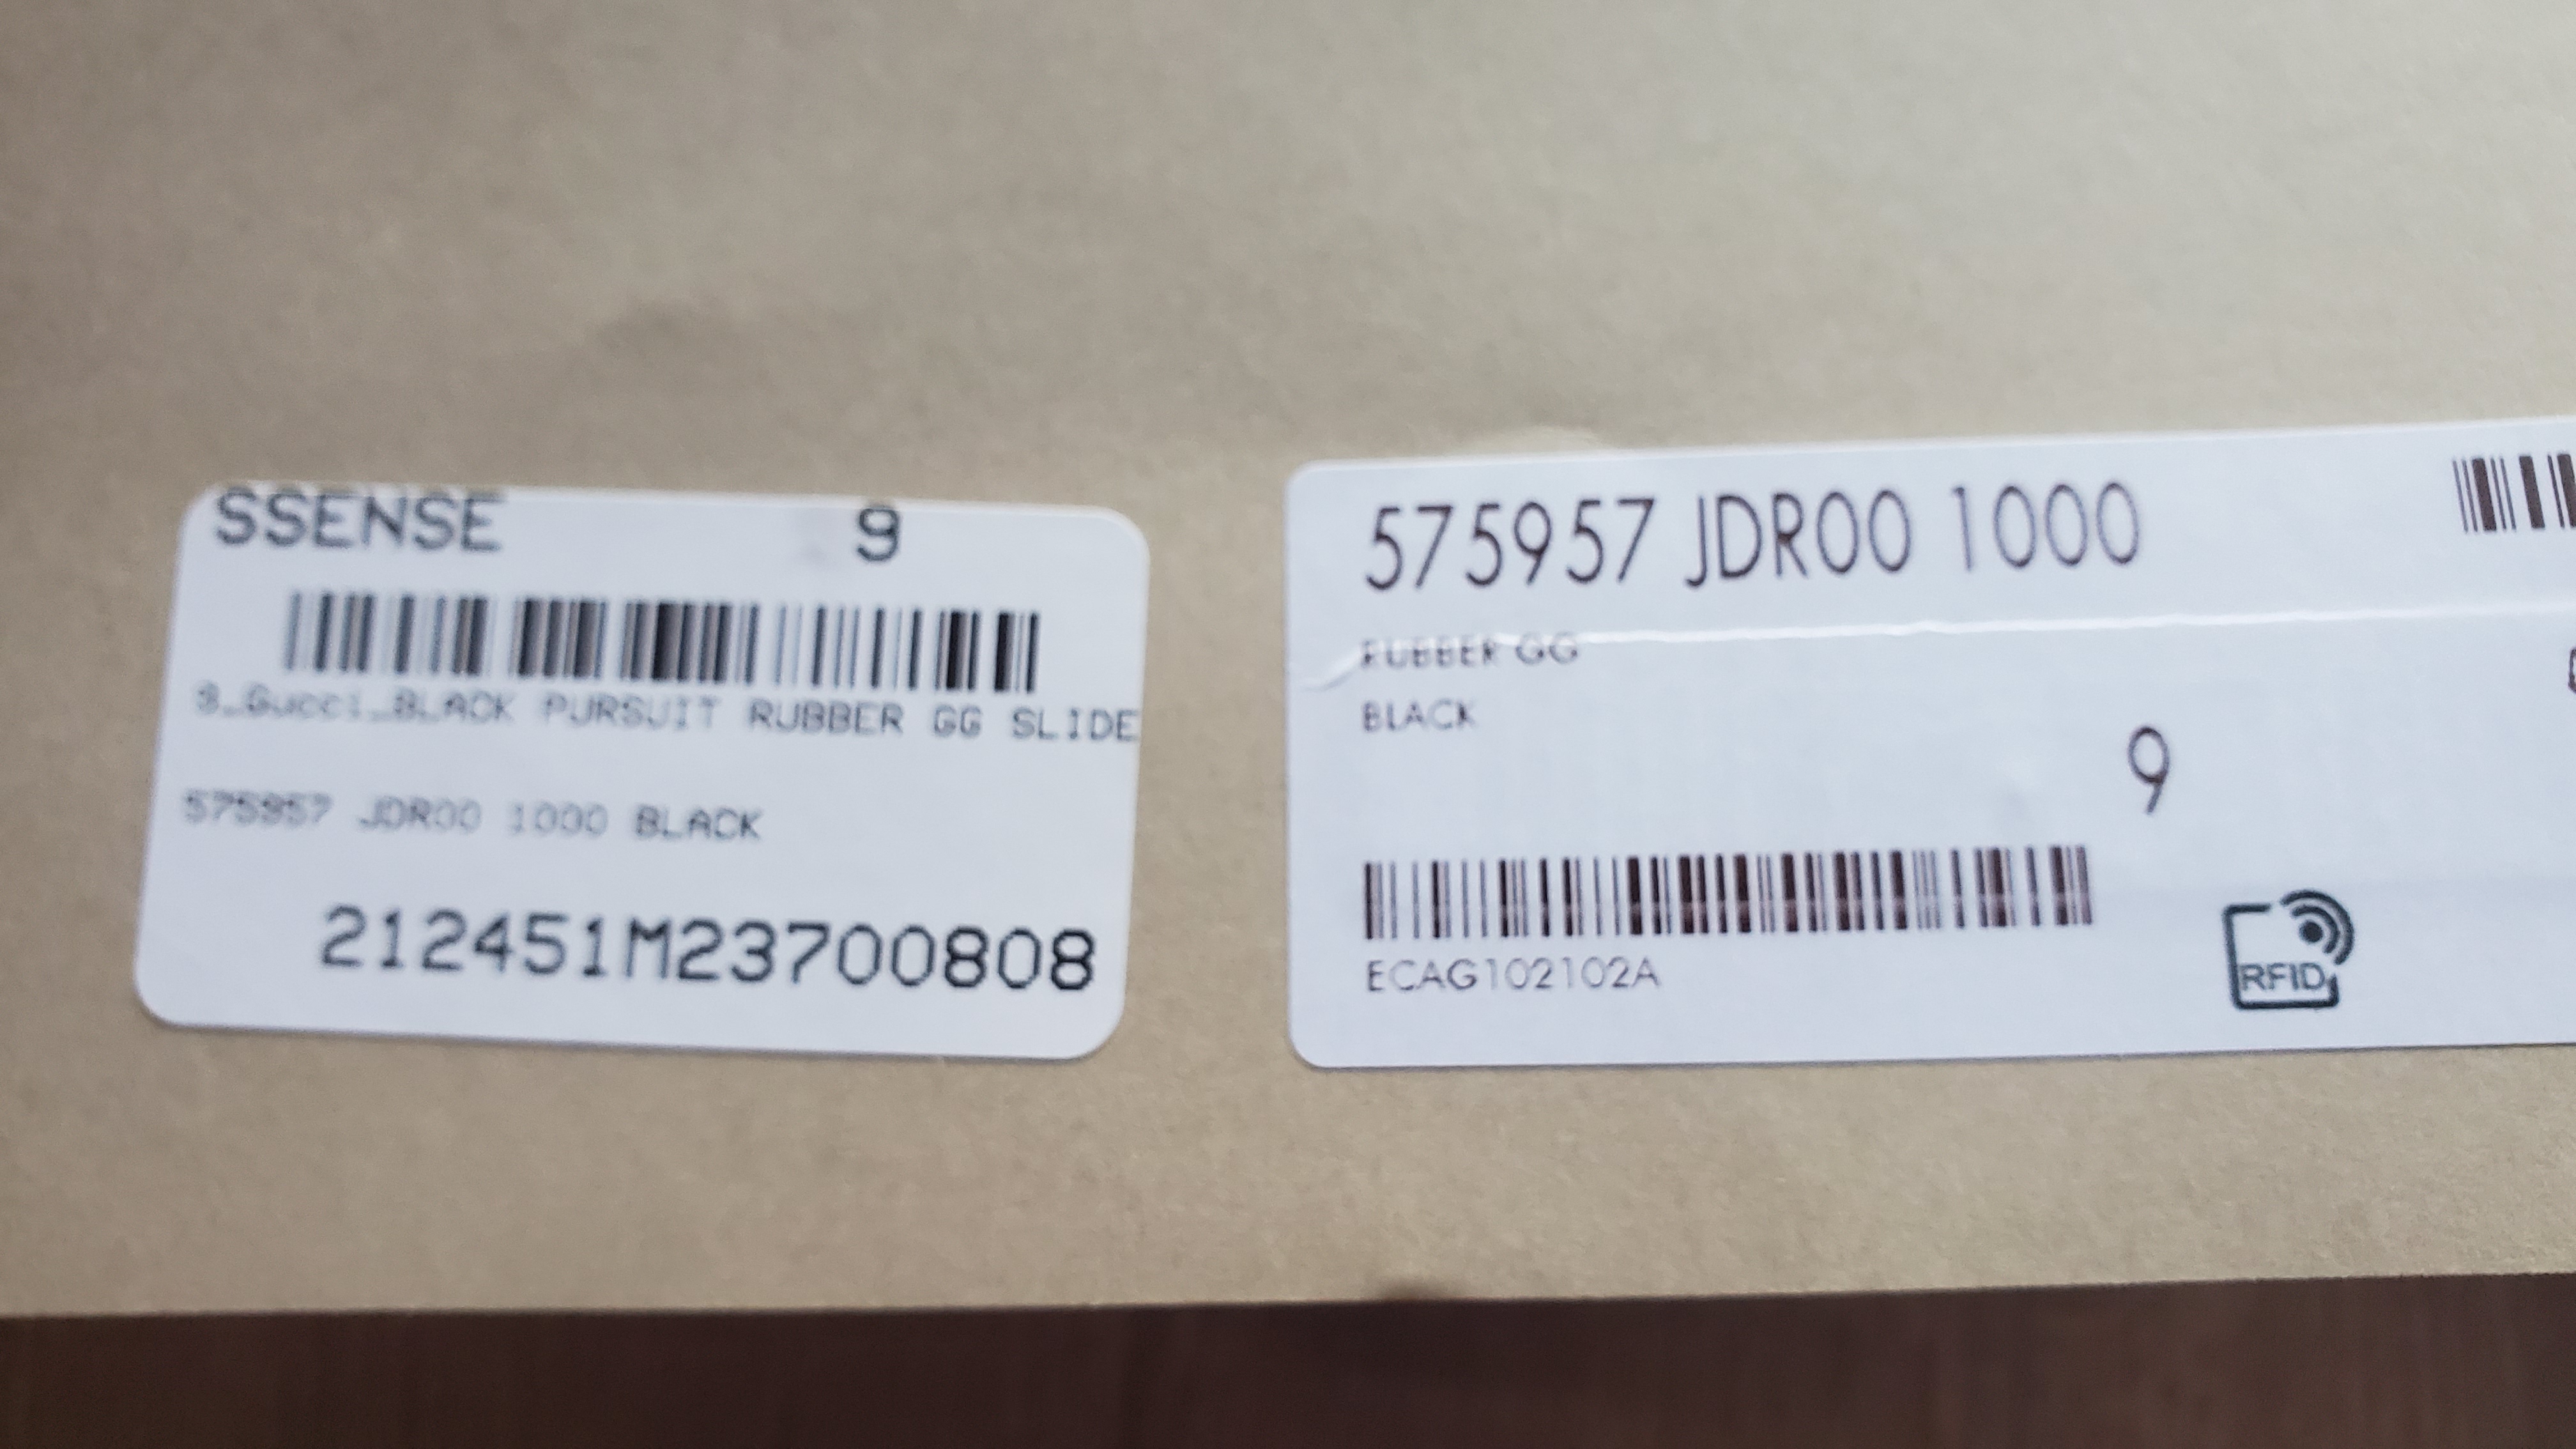 SSENSE 9
9_Gucci_BLACK PURSUIT RUBBER GG SLIDE
575957 JDR00 1000 BLACK
212451M23700808
575957 JDR00 1000
RUBBER GG
BLACK
9
ECAG102102A
RFID